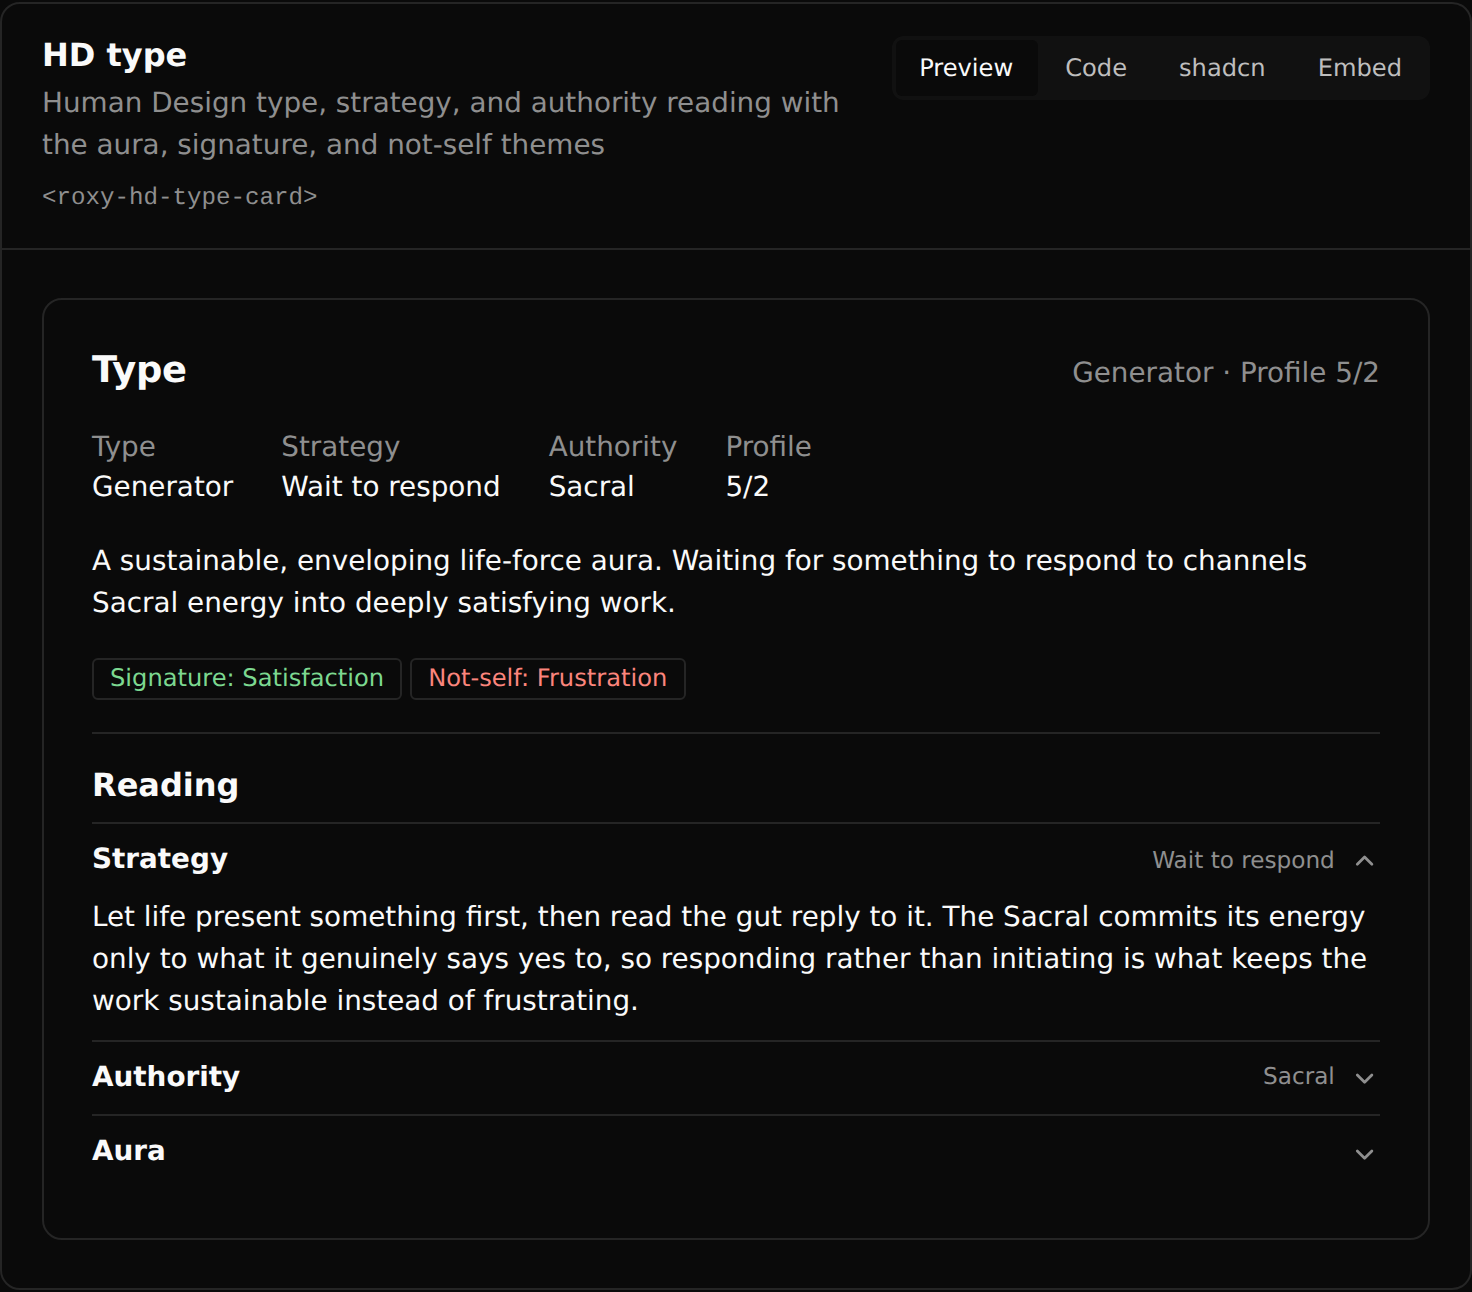 HD type
Preview
Code
shadcn
Embed
Human Design type, strategy, and authority reading with
the aura, signature, and not-self themes
<roxy-hd-type-card>
Type
Generator · Profile 5/2
Type
Strategy
Authority
Profile
Generator
Wait to respond
Sacral
5/2
A sustainable, enveloping life-force aura. Waiting for something to respond to channels
Sacral energy into deeply satisfying work.
Signature: Satisfaction
Not-self: Frustration
Reading
Strategy
Wait to respond
Let life present something first, then read the gut reply to it. The Sacral commits its energy
only to what it genuinely says yes to, so responding rather than initiating is what keeps the
work sustainable instead of frustrating.
Authority
Sacral
Aura